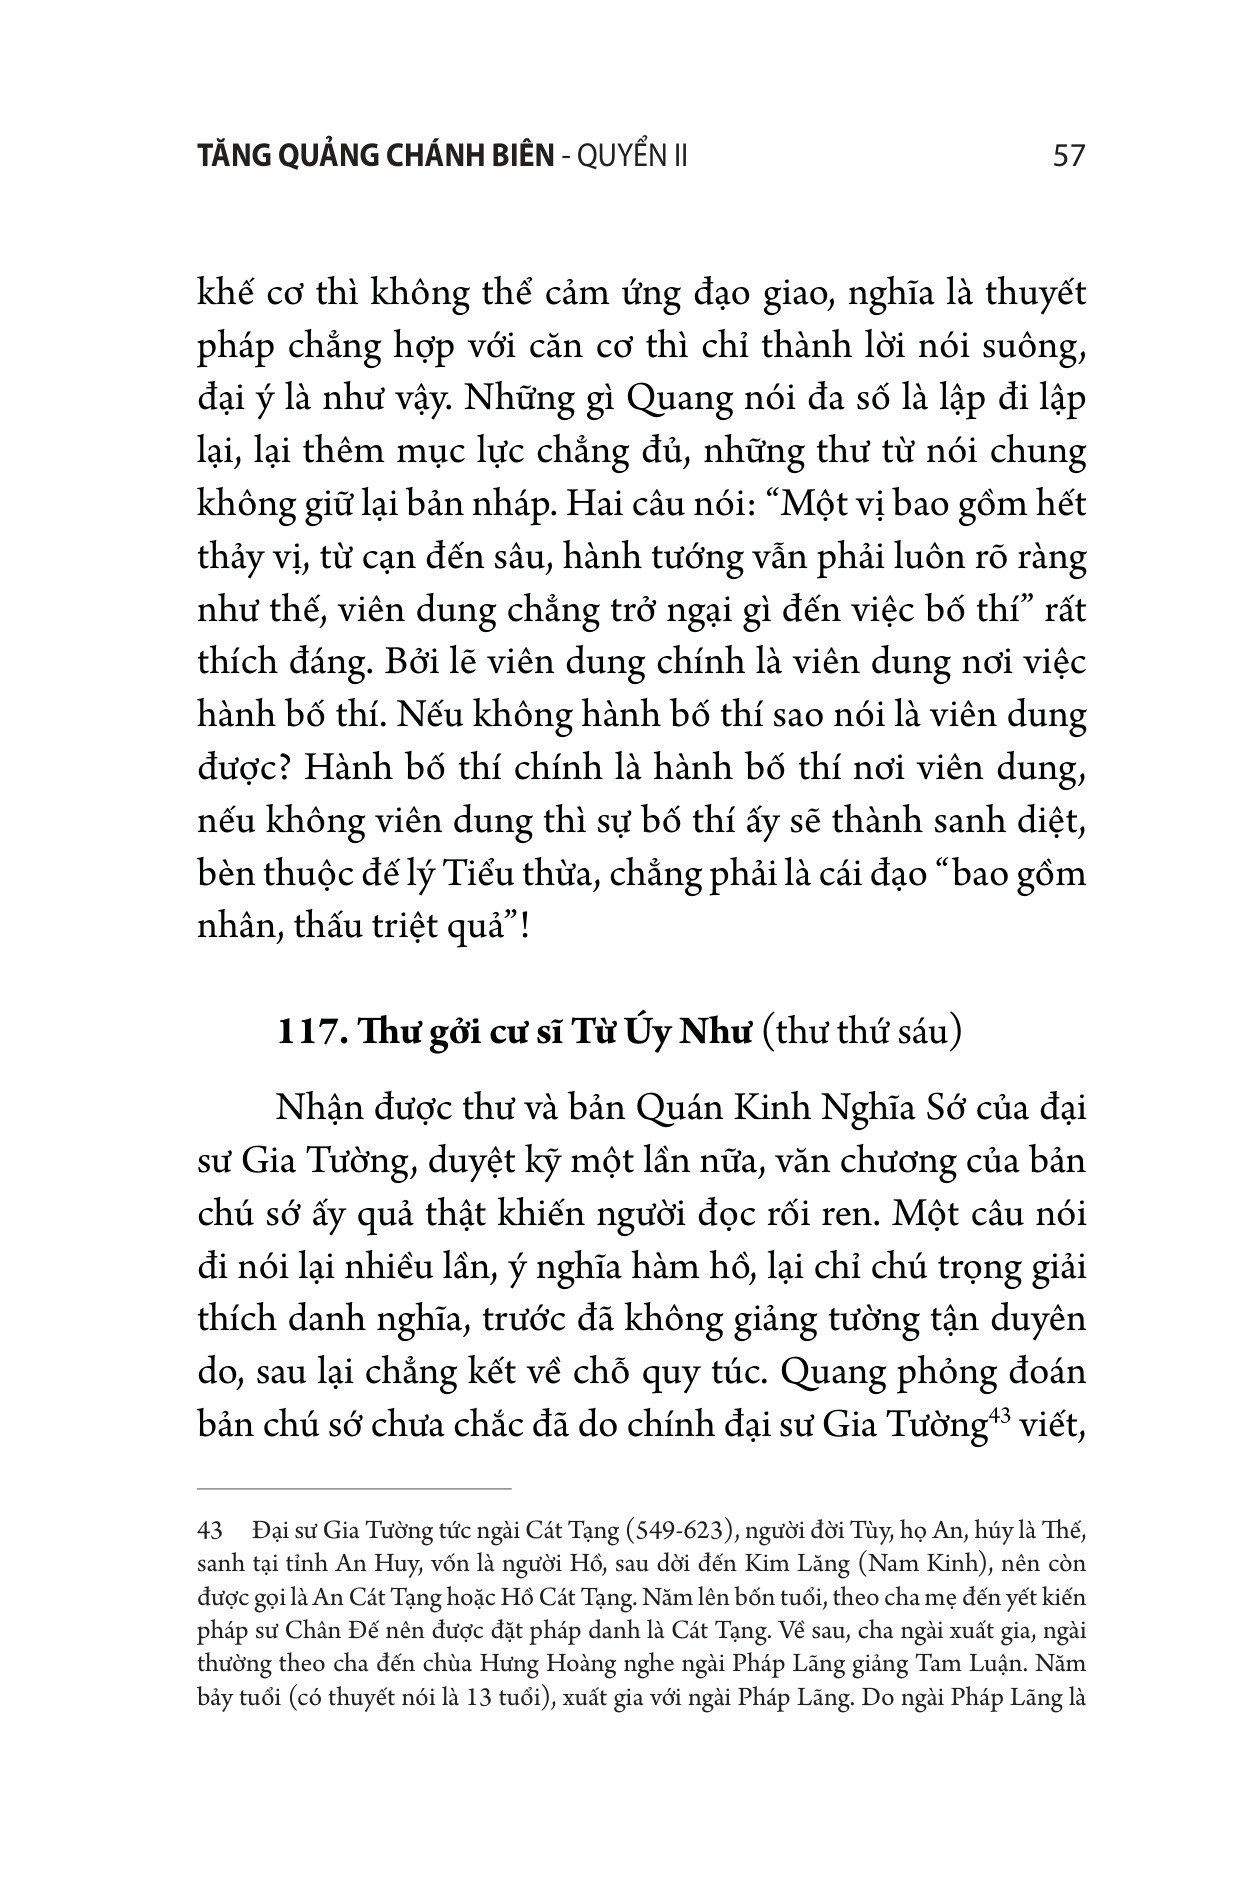 TĂNG QUẢNG CHÁNH BIÊN - QUYỂN II 57
khế cơ thì không thể cảm ứng đạo giao, nghĩa là thuyết
pháp chẳng hợp với căn cơ thì chỉ thành lời nói suông,
đại ý là như vậy. Những gì Quang nói đa số là lập đi lập
lại, lại thêm mục lực chẳng đủ, những thư từ nói chung
không giữ lại bản nháp. Hai câu nói: “Một vị bao gồm hết
thảy vị, từ cạn đến sâu, hành tướng vẫn phải luôn rõ ràng
như thế, viên dung chẳng trở ngại gì đến việc bố thí” rất
thích đáng. Bởi lẽ viên dung chính là viên dung nơi việc
hành bố thí. Nếu không hành bố thí sao nói là viên dung
được? Hành bố thí chính là hành bố thí nơi viên dung,
nếu không viên dung thì sự bố thí ấy sẽ thành sanh diệt,
bèn thuộc đế lý Tiểu thừa, chẳng phải là cái đạo “bao gồm
nhân, thấu triệt quả”!
117. Thư gởi cư sĩ Từ Úy Như (thư thứ sáu)
Nhận được thư và bản Quán Kinh Nghĩa Sớ của đại
sư Gia Tường, duyệt kỹ một lần nữa, văn chương của bản
chú sớ ấy quả thật khiến người đọc rối ren. Một câu nói
đi nói lại nhiều lần, ý nghĩa hàm hồ, lại chỉ chú trọng giải
thích danh nghĩa, trước đã không giảng tường tận duyên
do, sau lại chẳng kết về chỗ quy túc. Quang phỏng đoán
bản chú sớ chưa chắc đã do chính đại sư Gia Tường43 viết,
43 Đại sư Gia Tường tức ngài Cát Tạng (549-623), người đời Tùy, họ An, húy là Thế,
sanh tại tỉnh An Huy, vốn là người Hồ, sau dời đến Kim Lăng (Nam Kinh), nên còn
được gọi là An Cát Tạng hoặc Hồ Cát Tạng. Năm lên bốn tuổi, theo cha mẹ đến yết kiến
pháp sư Chân Đế nên được đặt pháp danh là Cát Tạng. Về sau, cha ngài xuất gia, ngài
thường theo cha đến chùa Hưng Hoàng nghe ngài Pháp Lãng giảng Tam Luận. Năm
bảy tuổi (có thuyết nói là 13 tuổi), xuất gia với ngài Pháp Lãng. Do ngài Pháp Lãng là